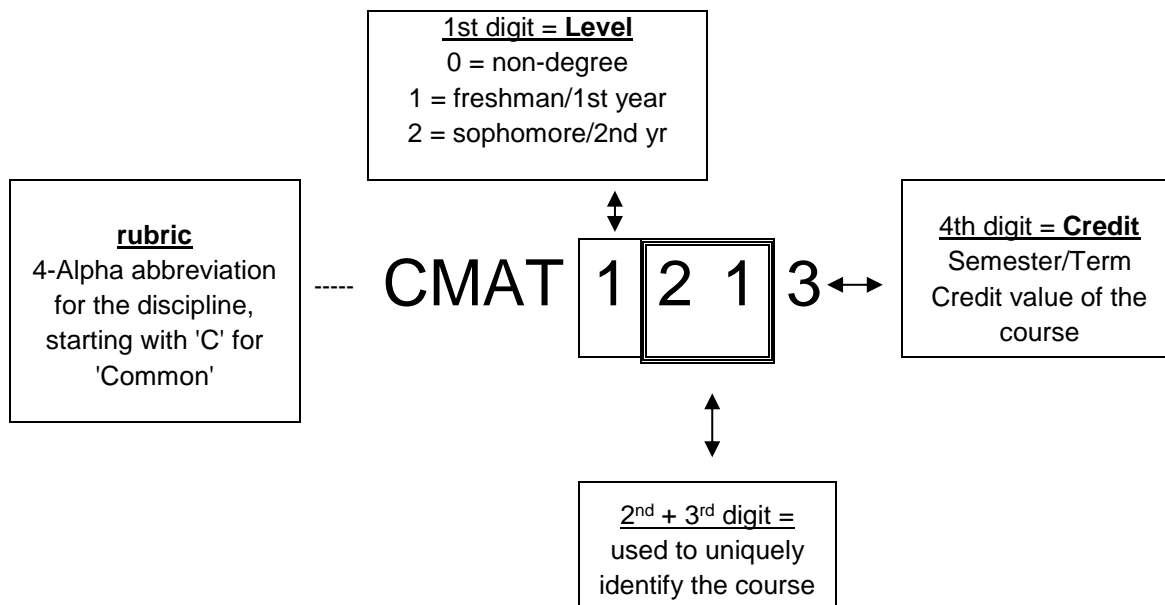 1st digit = Level
0 = non-degree
1 = freshman/1st year
2 = sophomore/2nd yr
rubric
4-Alpha abbreviation
for the discipline,
starting with 'C' for
'Common'
----- CMAT 1 2 1 3
4th digit = Credit
Semester/Term
Credit value of the
course
2nd + 3rd digit =
used to uniquely
identify the course